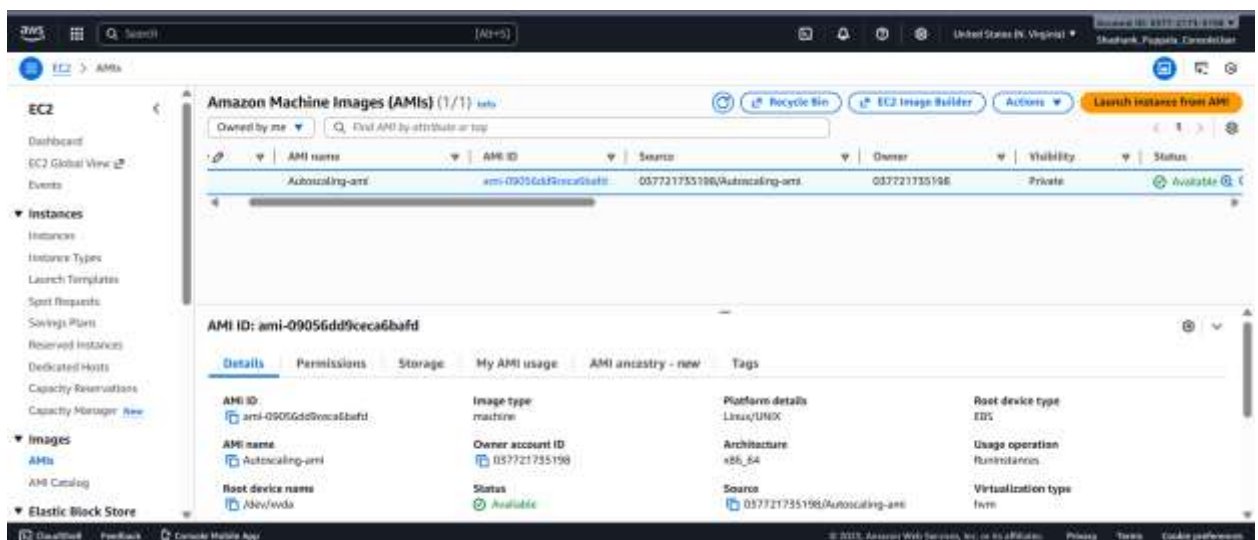 aws
Search
[Alt+S]
United States (N. Virginia)
EC2 > AMIs
EC2
Dashboard
EC2 Global View
Events
Instances
Instances
Instance Types
Launch Templates
Spot Requests
Savings Plans
Reserved Instances
Dedicated Hosts
Capacity Reservations
Capacity Manager New
Images
AMIs
AMI Catalog
Elastic Block Store
Amazon Machine Images (AMIs) (1/1) Info
Recycle Bin
EC2 Image Builder
Actions
Launch instance from AMI
Owned by me
Find AMI by attribute or tag
1
AMI name AMI ID Source Owner Visibility Status
Autoscaling-ami ami-09056dd9ceca6bafd 037721735198/Autoscaling-ami 037721735198 Private Available
AMI ID: ami-09056dd9ceca6bafd
Details Permissions Storage My AMI usage AMI ancestry - new Tags
AMI ID Image type Platform details Root device type
ami-09056dd9ceca6bafd machine Linux/UNIX EBS
AMI name Owner account ID Architecture Usage operation
Autoscaling-ami 037721735198 x86_64 RunInstances
Root device name Status Source Virtualization type
/dev/xvda Available 037721735198/Autoscaling-ami hvm
CloudShell Feedback Console Mobile App
© 2025, Amazon Web Services, Inc. or its affiliates. Privacy Terms Cookie preferences